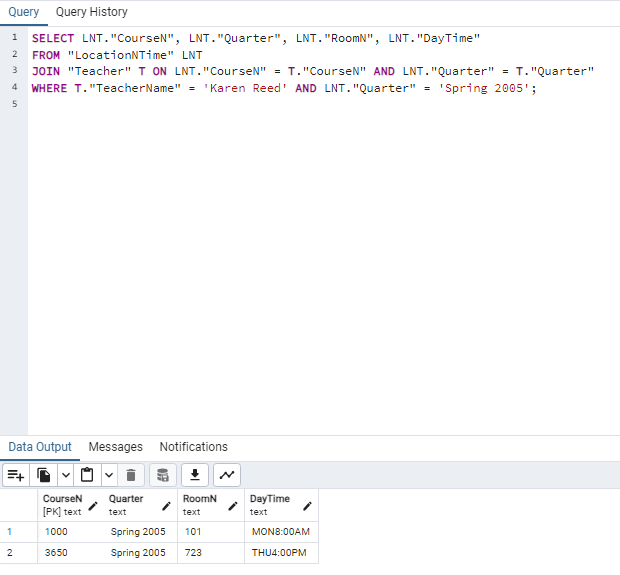 Query Query History
1 SELECT LNT."CourseN", LNT."Quarter", LNT."RoomN", LNT."DayTime"
2 FROM "LocationNTime" LNT
3 JOIN "Teacher" T ON LNT."CourseN" = T."CourseN" AND LNT."Quarter" = T."Quarter"
4 WHERE T."TeacherName" = 'Karen Reed' AND LNT."Quarter" = 'Spring 2005';
5
Data Output Messages Notifications
CourseN Quarter RoomN DayTime
[PK] text text text text
1 1000 Spring 2005 101 MON8:00AM
2 3650 Spring 2005 723 THU4:00PM